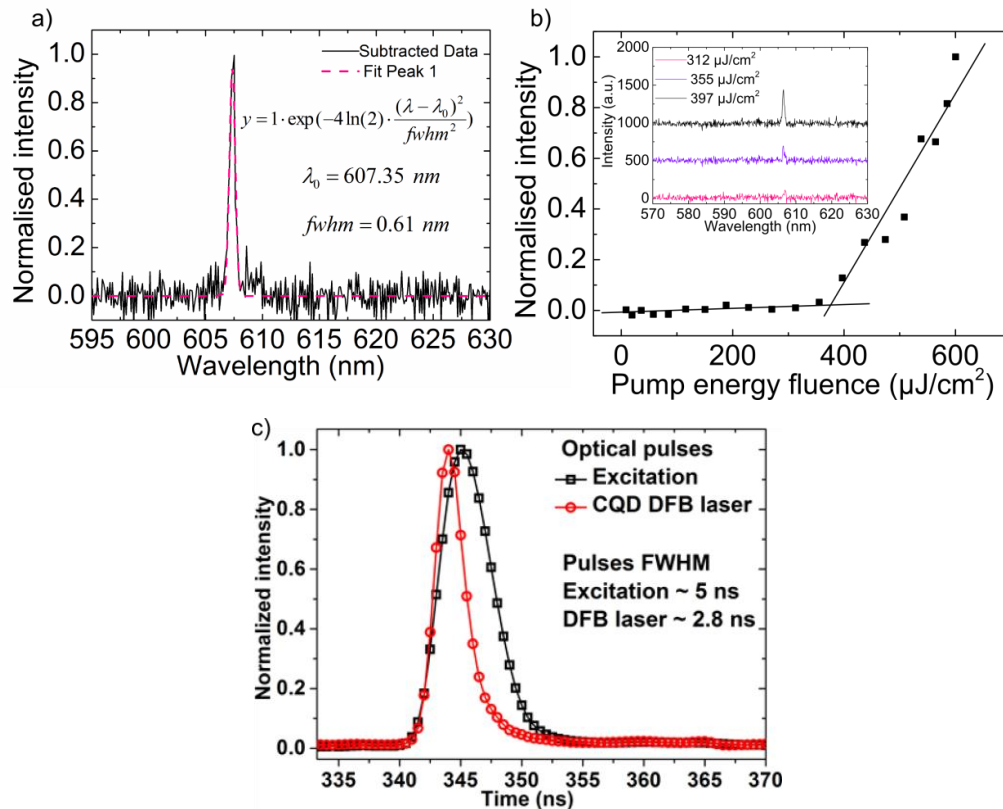 a)
Normalised intensity
1.0
0.8
0.6
0.4
0.2
0.0
Subtracted Data
Fit Peak 1
y = 1 · exp(−4 ln(2) · (λ − λ₀)² / fwhm²)
λ₀ = 607.35 nm
fwhm = 0.61 nm
595 600 605 610 615 620 625 630
Wavelength (nm)
b)
Normalised intensity
1.0
0.8
0.6
0.4
0.2
0.0
Intensity (a.u.)
2000
1500
1000
500
0
312 µJ/cm²
355 µJ/cm²
397 µJ/cm²
570 580 590 600 610 620 630
Wavelength (nm)
0 200 400 600
Pump energy fluence (µJ/cm²)
c)
Normalized intensity
1.0
0.8
0.6
0.4
0.2
0.0
Optical pulses
Excitation
CQD DFB laser
Pulses FWHM
Excitation ~ 5 ns
DFB laser ~ 2.8 ns
335 340 345 350 355 360 365 370
Time (ns)